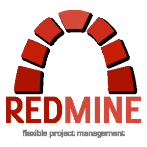 REDMINE
flexible project management